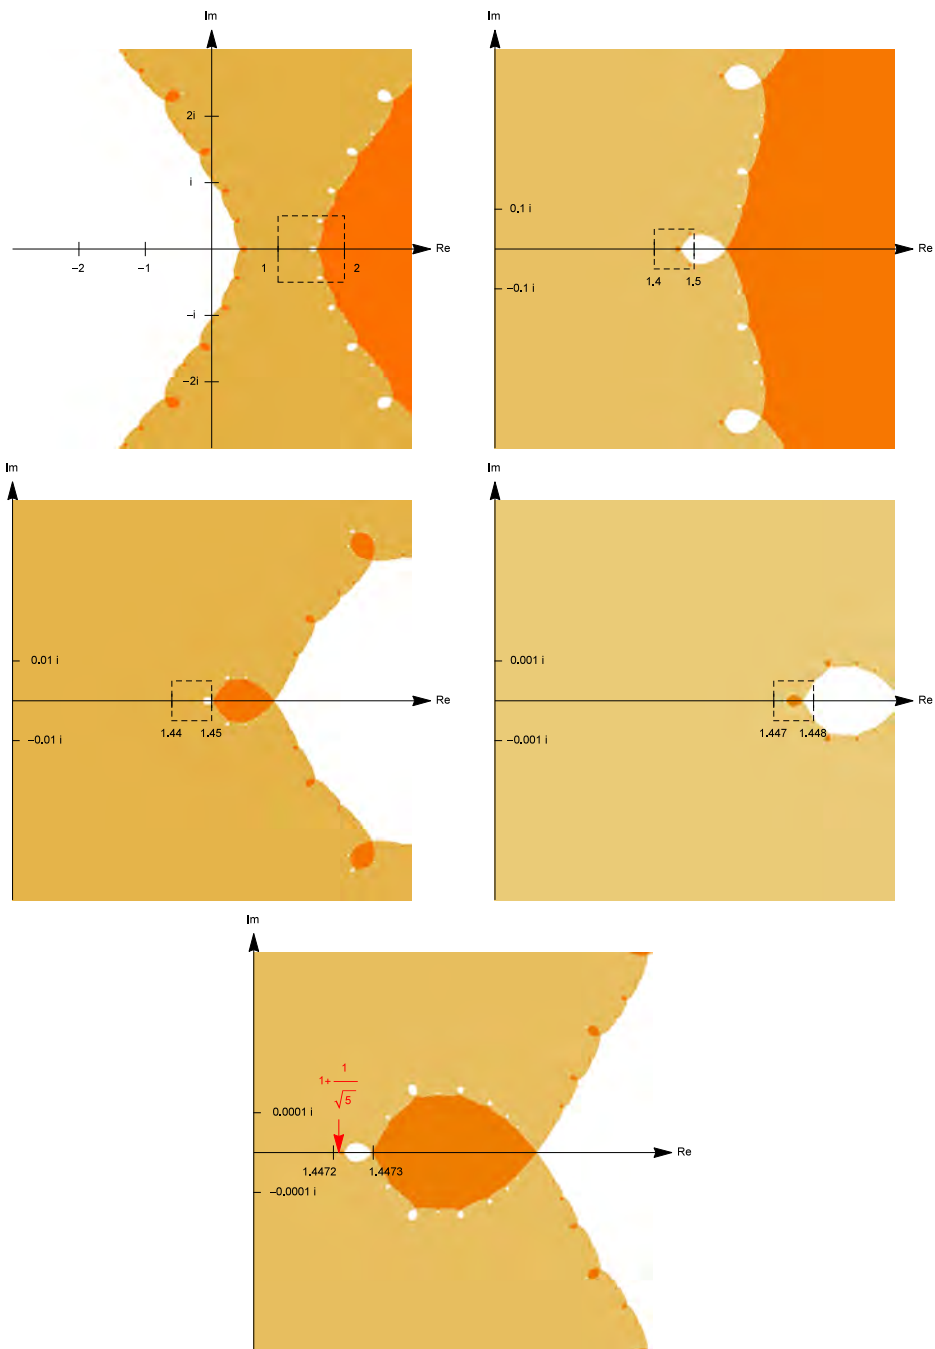 Im
2i
i
Re
−2
−1
1
2
−i
−2i
Im
0.1 i
Re
1.4
1.5
−0.1 i
Im
0.01 i
Re
1.44
1.45
−0.01 i
Im
0.001 i
Re
1.447
1.448
−0.001 i
Im
1+ 1/√5
0.0001 i
Re
1.4472
1.4473
−0.0001 i